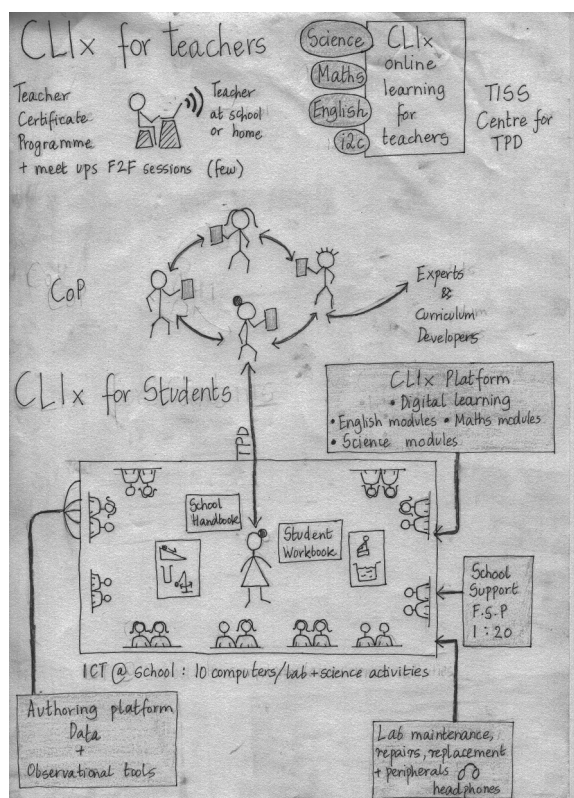 CLIx for teachers
Teacher
Certificate
Programme
+ meet ups F2F sessions (few)
Teacher
at school
or home
Science
Maths
English
i2c
CLIx
online
learning
for
teachers
TISS
Centre for
TPD
CoP
Experts
&
Curriculum
Developers
CLIx for Students
TPD
CLIx Platform
• Digital learning
• English modules • Maths modules
• Science modules
School
Handbook
Student
Workbook
School
Support
F.S.P
1 : 20
ICT @ school : 10 computers/lab + science activities
Authoring platform
Data
+
Observational tools
Lab maintenance,
repairs, replacement
+ peripherals
headphones